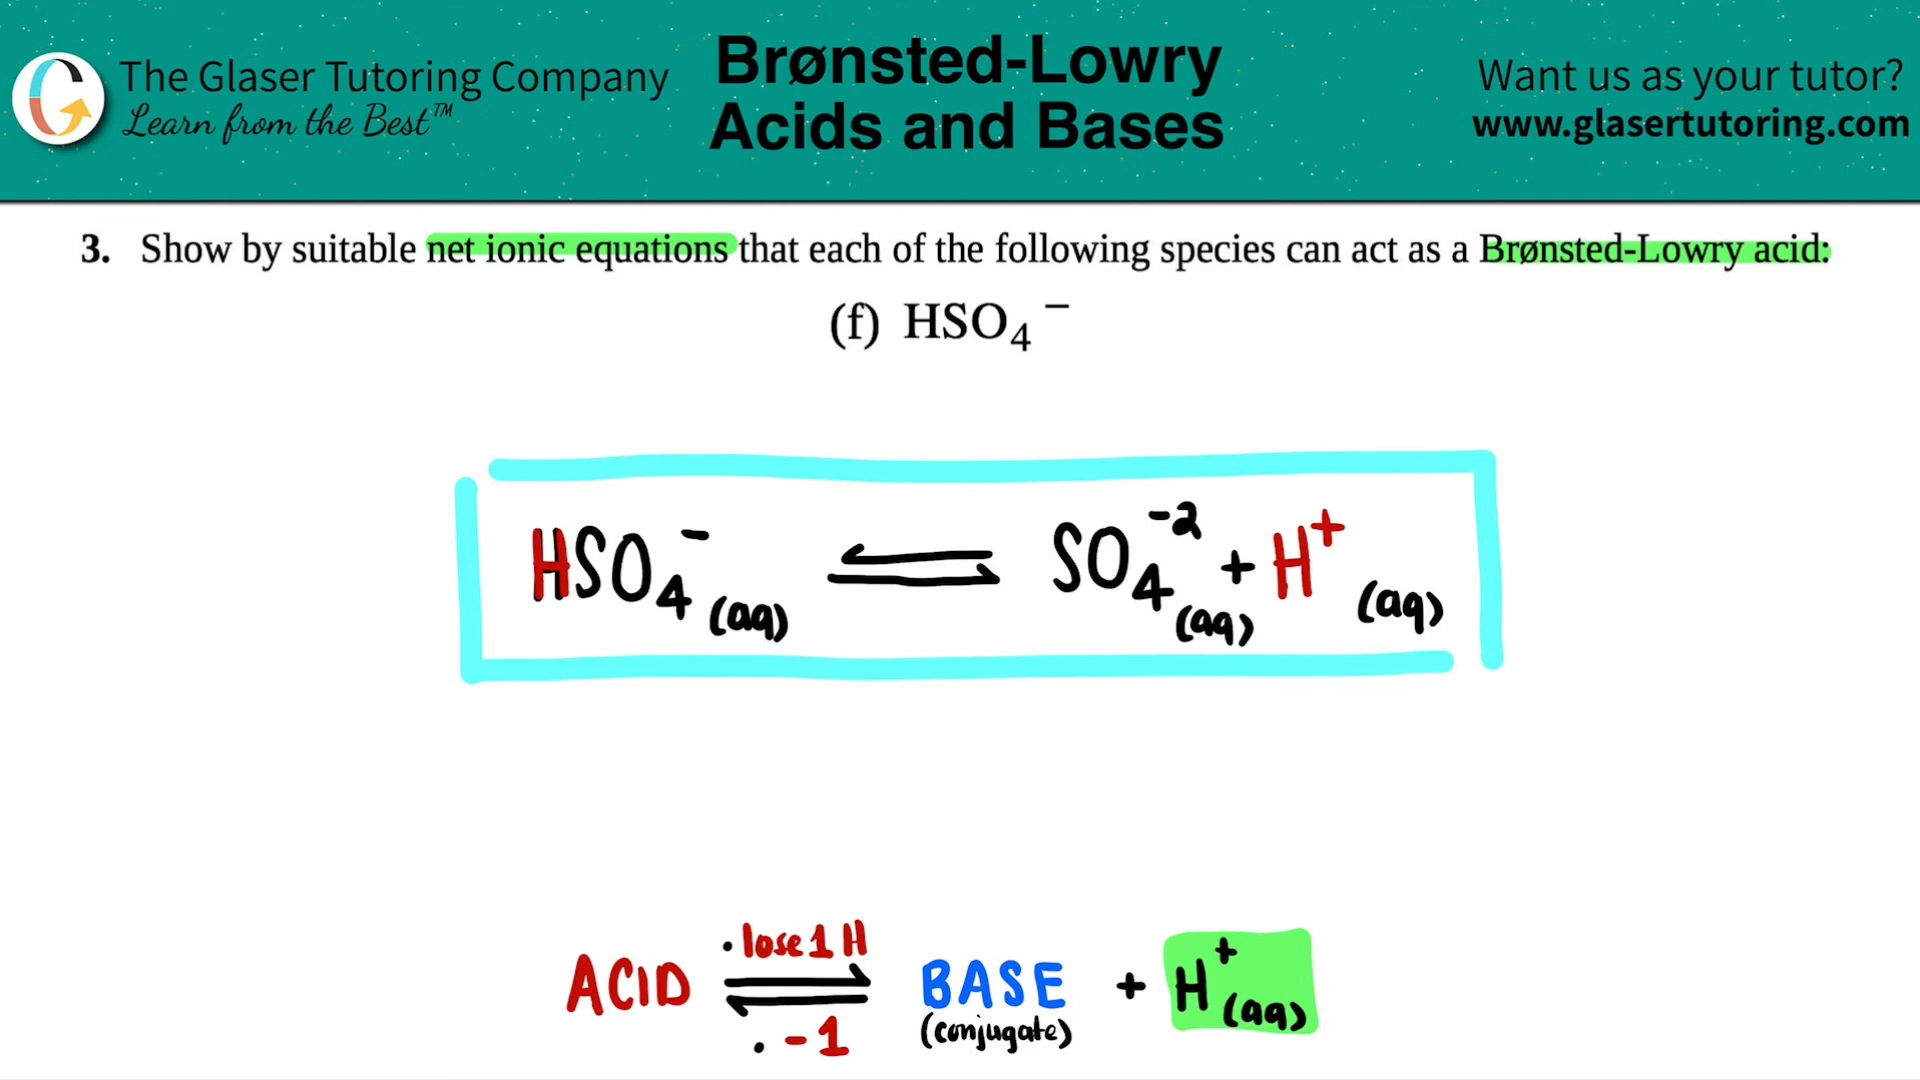 The Glaser Tutoring Company
Learn from the Best™
Brønsted-Lowry
Acids and Bases
Want us as your tutor?
www.glasertutoring.com
3. Show by suitable net ionic equations that each of the following species can act as a Brønsted-Lowry acid:
(f) HSO₄⁻
HSO₄⁻(aq) ⇌ SO₄⁻²(aq) + H⁺(aq)
· lose 1 H
ACID ⇌ BASE + H⁺(aq)
· -1 (conjugate)